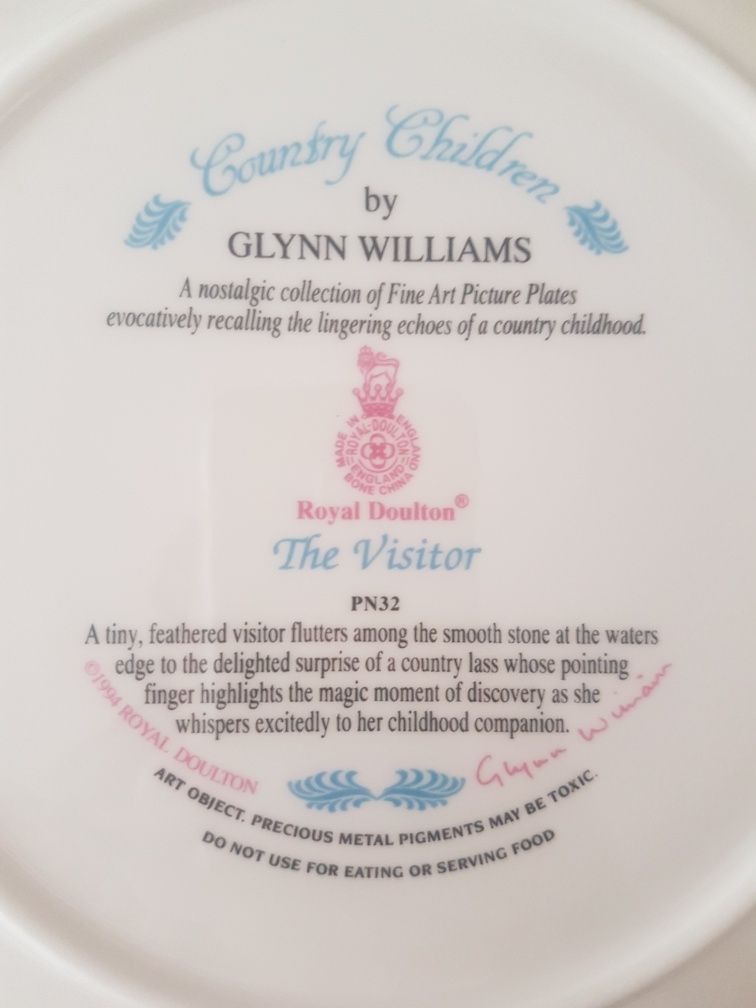 Country Children
by
GLYNN WILLIAMS
A nostalgic collection of Fine Art Picture Plates
evocatively recalling the lingering echoes of a country childhood.
MADE IN ENGLAND
ROYAL-DOULTON
ENGLAND
BONE CHINA
Royal Doulton®
The Visitor
PN32
A tiny, feathered visitor flutters among the smooth stone at the waters
edge to the delighted surprise of a country lass whose pointing
finger highlights the magic moment of discovery as she
whispers excitedly to her childhood companion.
©1994 ROYAL DOULTON
Glynn Williams
ART OBJECT. PRECIOUS METAL PIGMENTS MAY BE TOXIC.
DO NOT USE FOR EATING OR SERVING FOOD